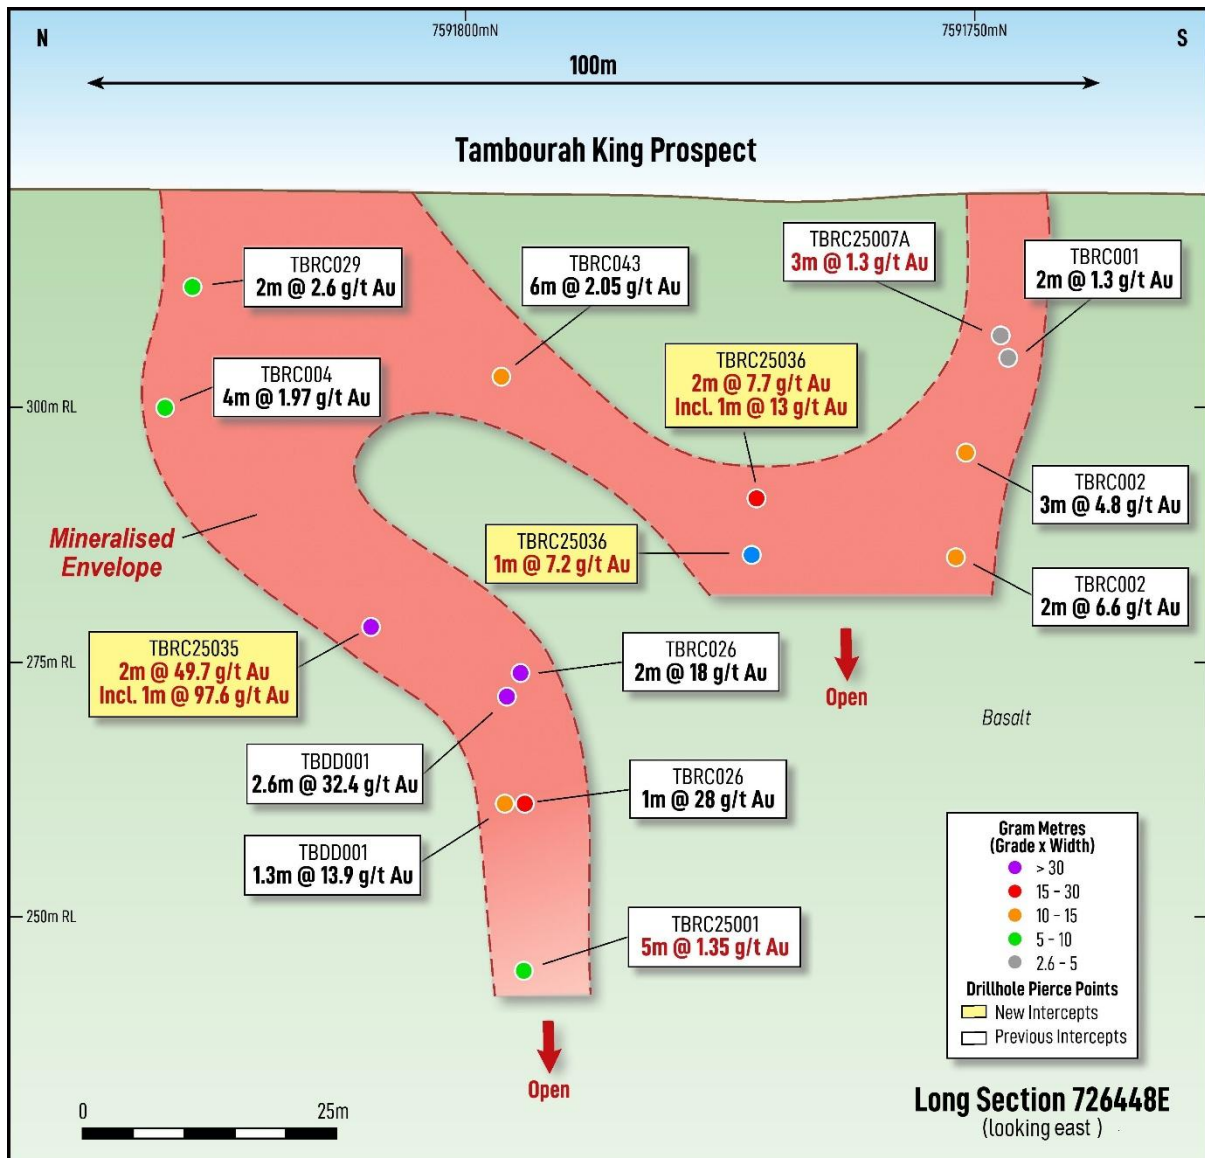 N
7591800mN
7591750mN
S
100m
Tambourah King Prospect
TBRC029
2m @ 2.6 g/t Au
TBRC043
6m @ 2.05 g/t Au
TBRC25007A
3m @ 1.3 g/t Au
TBRC001
2m @ 1.3 g/t Au
300m RL
TBRC004
4m @ 1.97 g/t Au
TBRC25036
2m @ 7.7 g/t Au
Incl. 1m @ 13 g/t Au
TBRC002
3m @ 4.8 g/t Au
Mineralised
Envelope
TBRC25036
1m @ 7.2 g/t Au
TBRC002
2m @ 6.6 g/t Au
275m RL
TBRC25035
2m @ 49.7 g/t Au
Incl. 1m @ 97.6 g/t Au
TBRC026
2m @ 18 g/t Au
Open
Basalt
TBDD001
2.6m @ 32.4 g/t Au
TBRC026
1m @ 28 g/t Au
TBDD001
1.3m @ 13.9 g/t Au
250m RL
TBRC25001
5m @ 1.35 g/t Au
Open
Gram Metres
(Grade x Width)
> 30
15 - 30
10 - 15
5 - 10
2.6 - 5
Drillhole Pierce Points
New Intercepts
Previous Intercepts
0
25m
Long Section 726448E
(looking east )